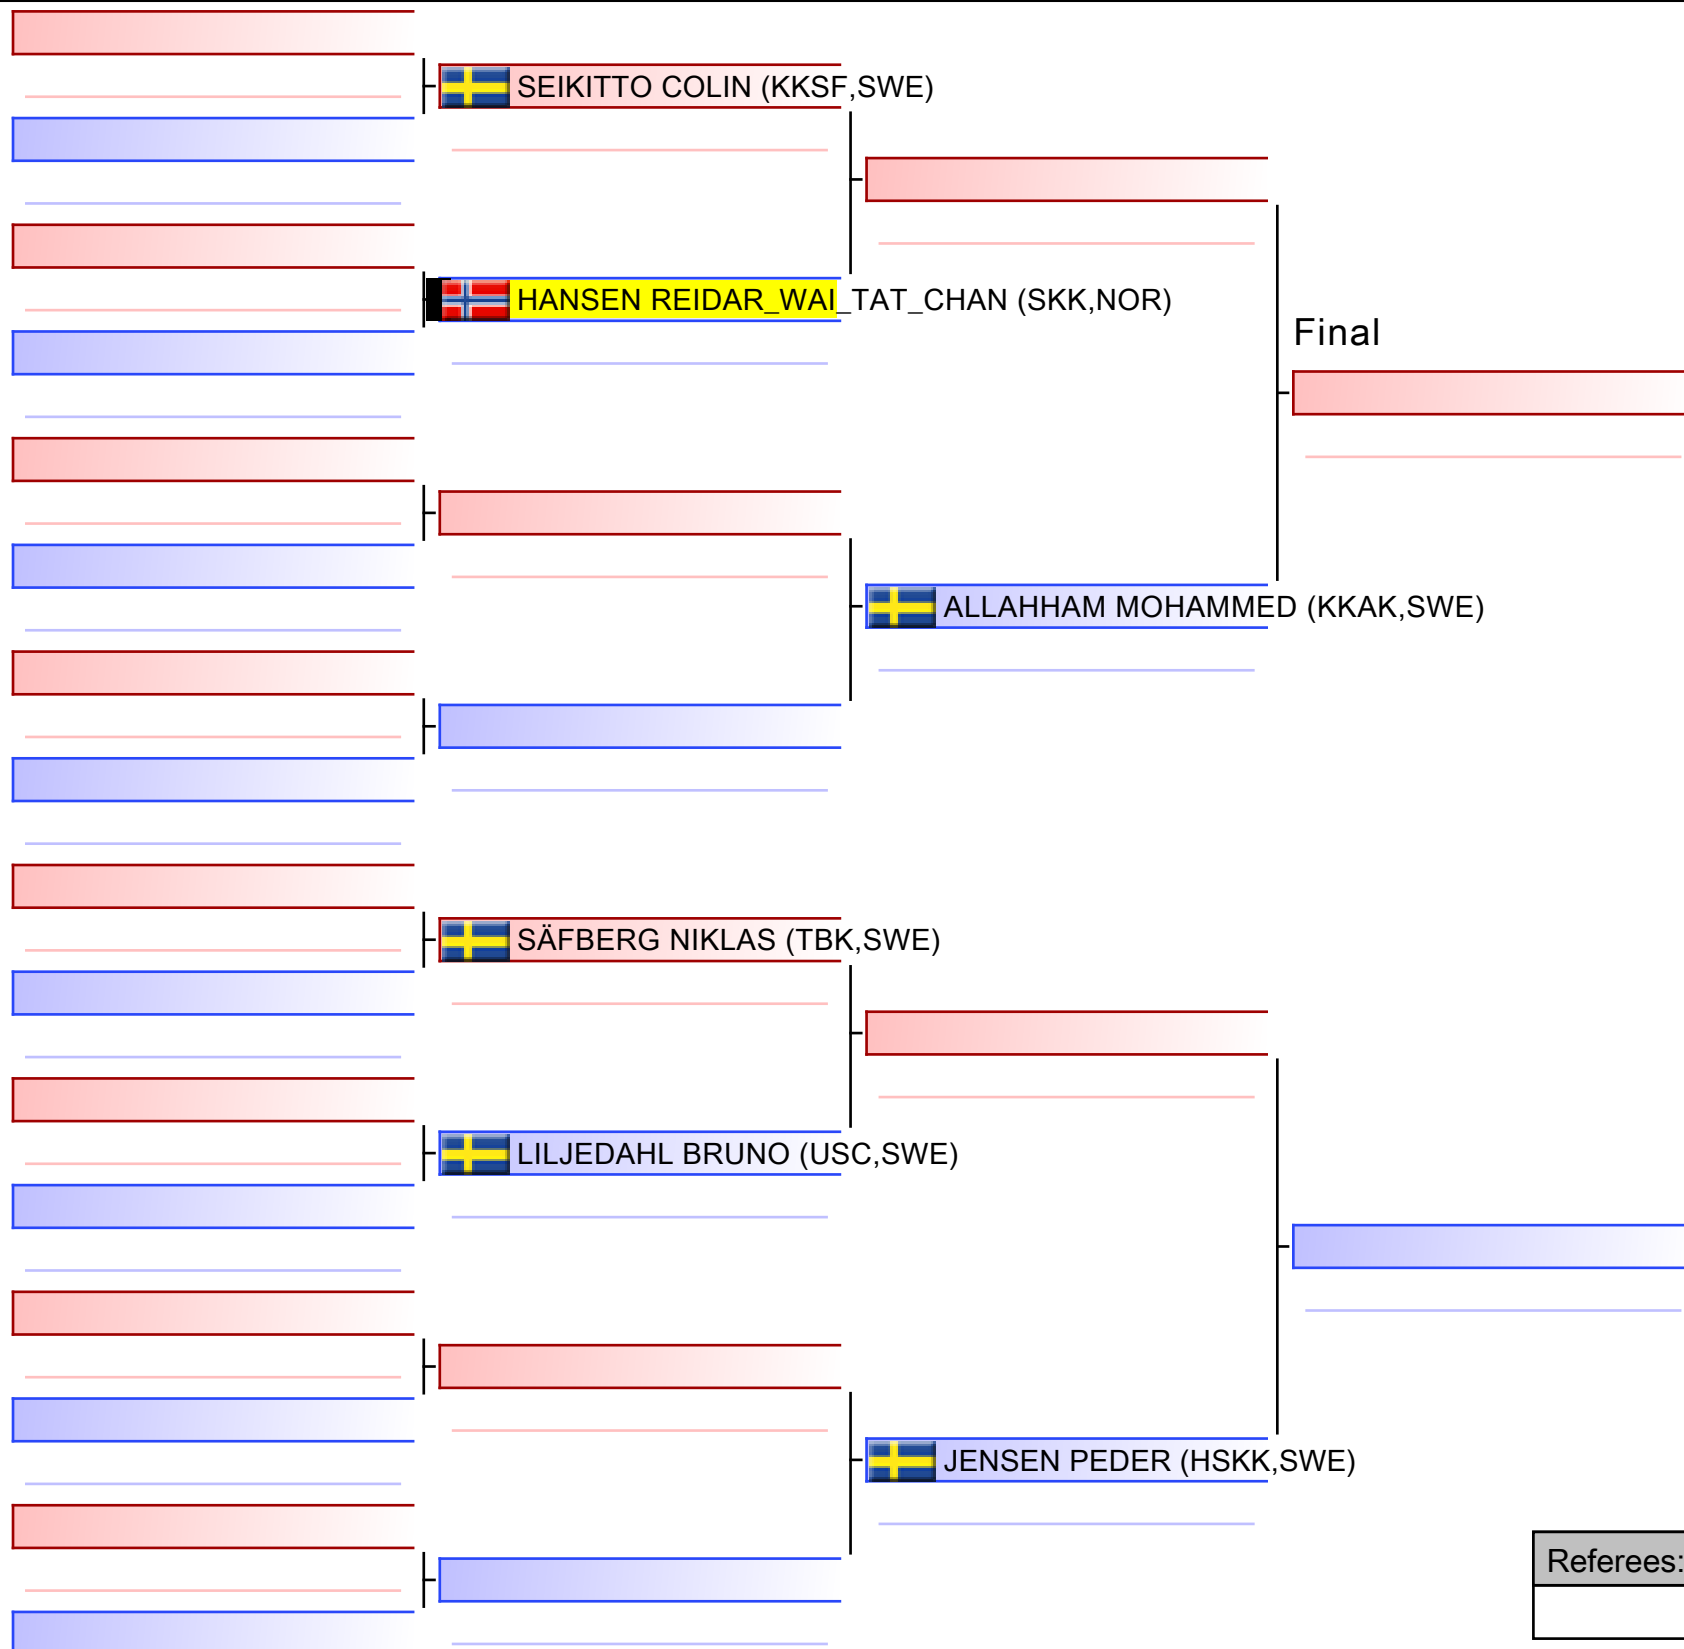 SEIKITTO COLIN (KKSF,SWE)
HANSEN REIDAR_WAI_TAT_CHAN (SKK,NOR)
Final
ALLAHHAM MOHAMMED (KKAK,SWE)
SÄFBERG NIKLAS (TBK,SWE)
LILJEDAHL BRUNO (USC,SWE)
JENSEN PEDER (HSKK,SWE)
Referees: